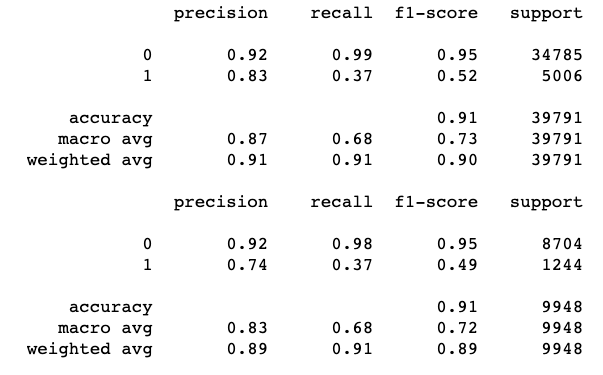 precision recall f1-score support
0 0.92 0.99 0.95 34785
1 0.83 0.37 0.52 5006
accuracy 0.91 39791
macro avg 0.87 0.68 0.73 39791
weighted avg 0.91 0.91 0.90 39791
precision recall f1-score support
0 0.92 0.98 0.95 8704
1 0.74 0.37 0.49 1244
accuracy 0.91 9948
macro avg 0.83 0.68 0.72 9948
weighted avg 0.89 0.91 0.89 9948